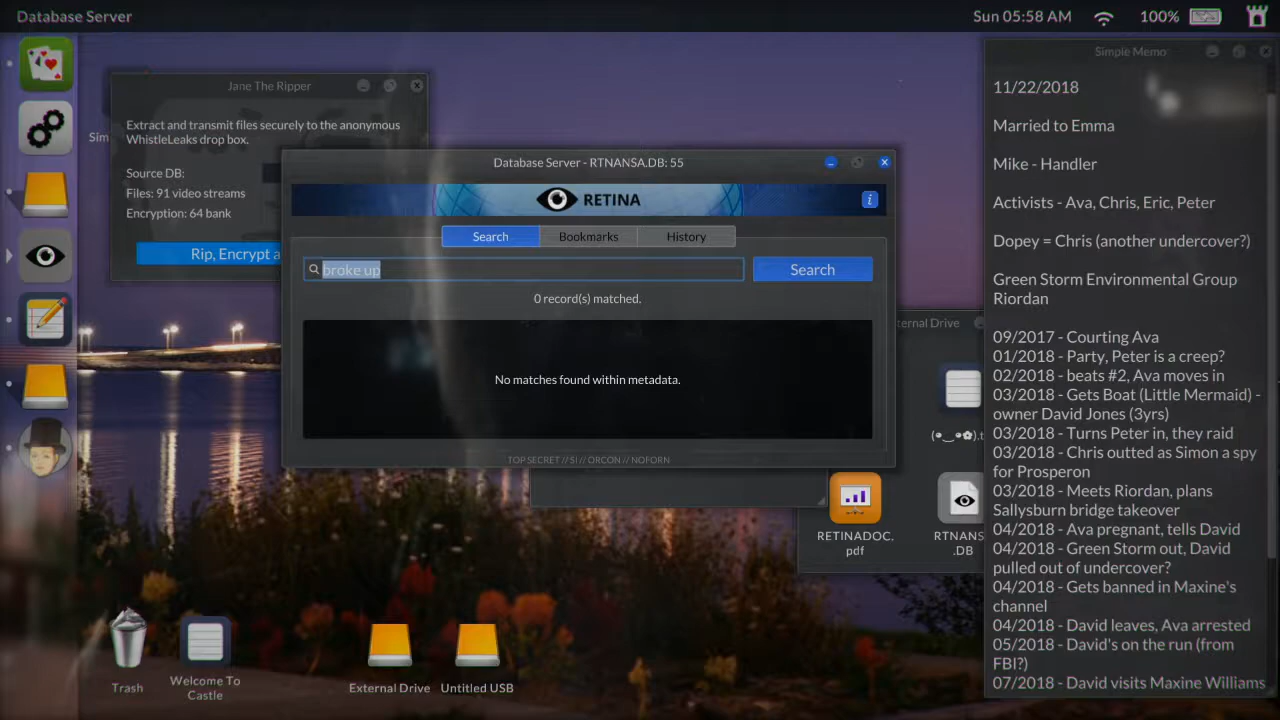 Database Server
Sun 05:58 AM
100%
Jane The Ripper
Extract and transmit files securely to the anonymous
WhistleLeaks drop box.
Source DB:
Files: 91 video streams
Encryption: 64 bank
Rip, Encrypt a
Sim
Database Server - RTNANSA.DB: 55
RETINA
i
Search
Bookmarks
History
broke up
Search
0 record(s) matched.
No matches found within metadata.
TOP SECRET // SI // ORCON // NOFORN
ternal Drive
RETINADOC.
pdf
RTNANS
.DB
Trash
Welcome To
Castle
External Drive
Untitled USB
Simple Memo
11/22/2018
Married to Emma
Mike - Handler
Activists - Ava, Chris, Eric, Peter
Dopey = Chris (another undercover?)
Green Storm Environmental Group
Riordan
09/2017 - Courting Ava
01/2018 - Party, Peter is a creep?
02/2018 - beats #2, Ava moves in
03/2018 - Gets Boat (Little Mermaid) -
owner David Jones (3yrs)
03/2018 - Turns Peter in, they raid
03/2018 - Chris outted as Simon a spy
for Prosperon
03/2018 - Meets Riordan, plans
Sallysburn bridge takeover
04/2018 - Ava pregnant, tells David
04/2018 - Green Storm out, David
pulled out of undercover?
04/2018 - Gets banned in Maxine's
channel
04/2018 - David leaves, Ava arrested
05/2018 - David's on the run (from
FBI?)
07/2018 - David visits Maxine Williams